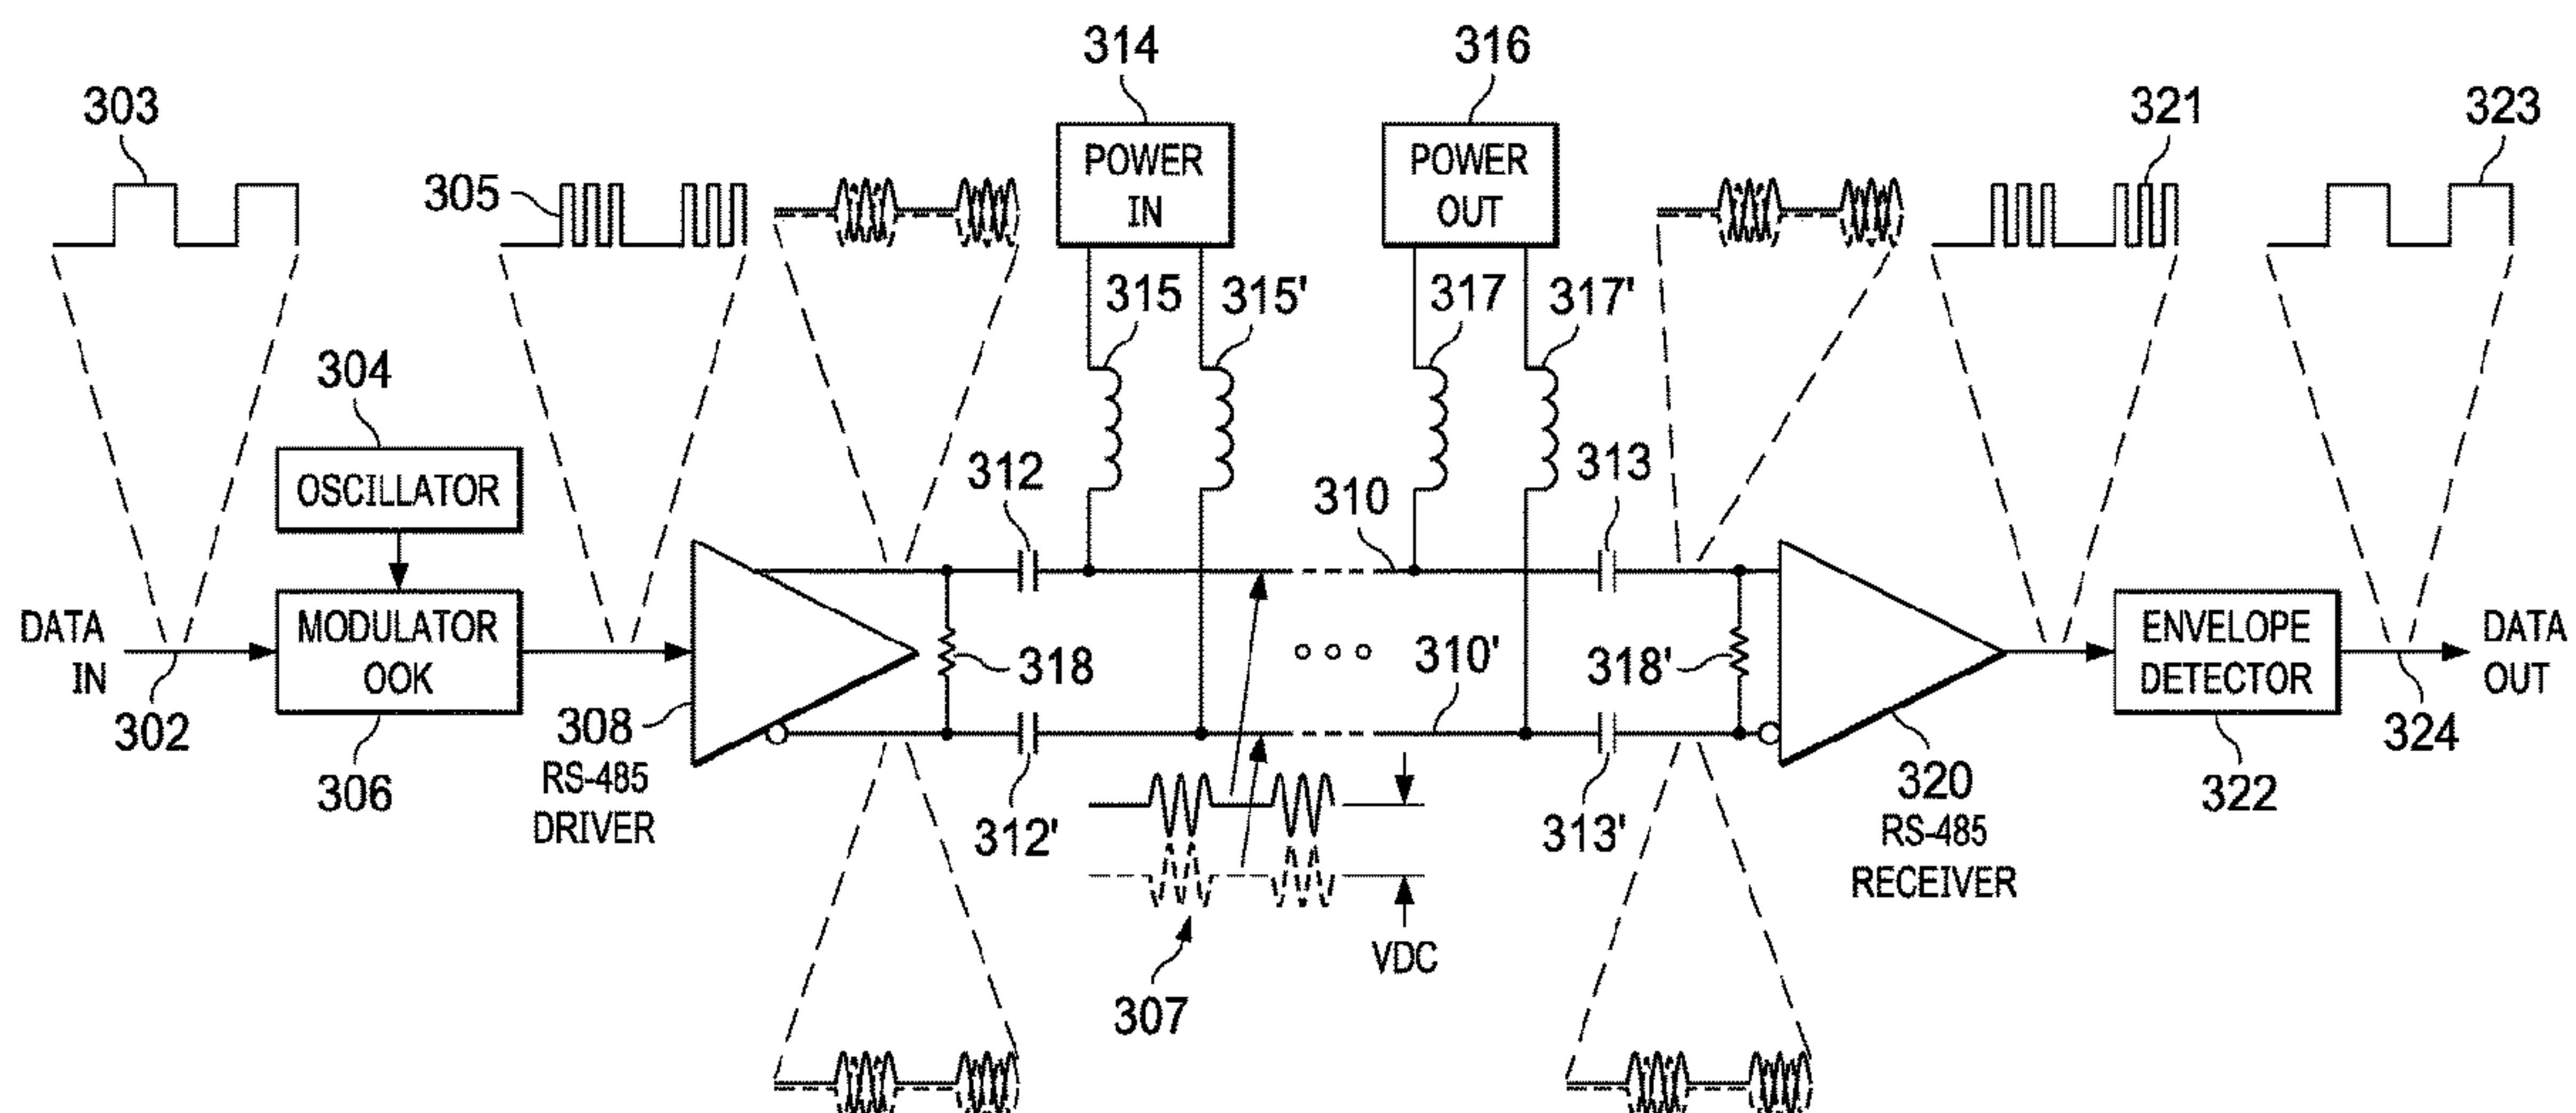 314
316
303
321
323
POWER
IN
POWER
OUT
305
315
315'
317
317'
304
OSCILLATOR
312
310
313
DATA
IN
302
MODULATOR
OOK
306
308
RS-485
DRIVER
318
312'
310'
318'
313'
307
VDC
320
RS-485
RECEIVER
ENVELOPE
DETECTOR
322
324
DATA
OUT